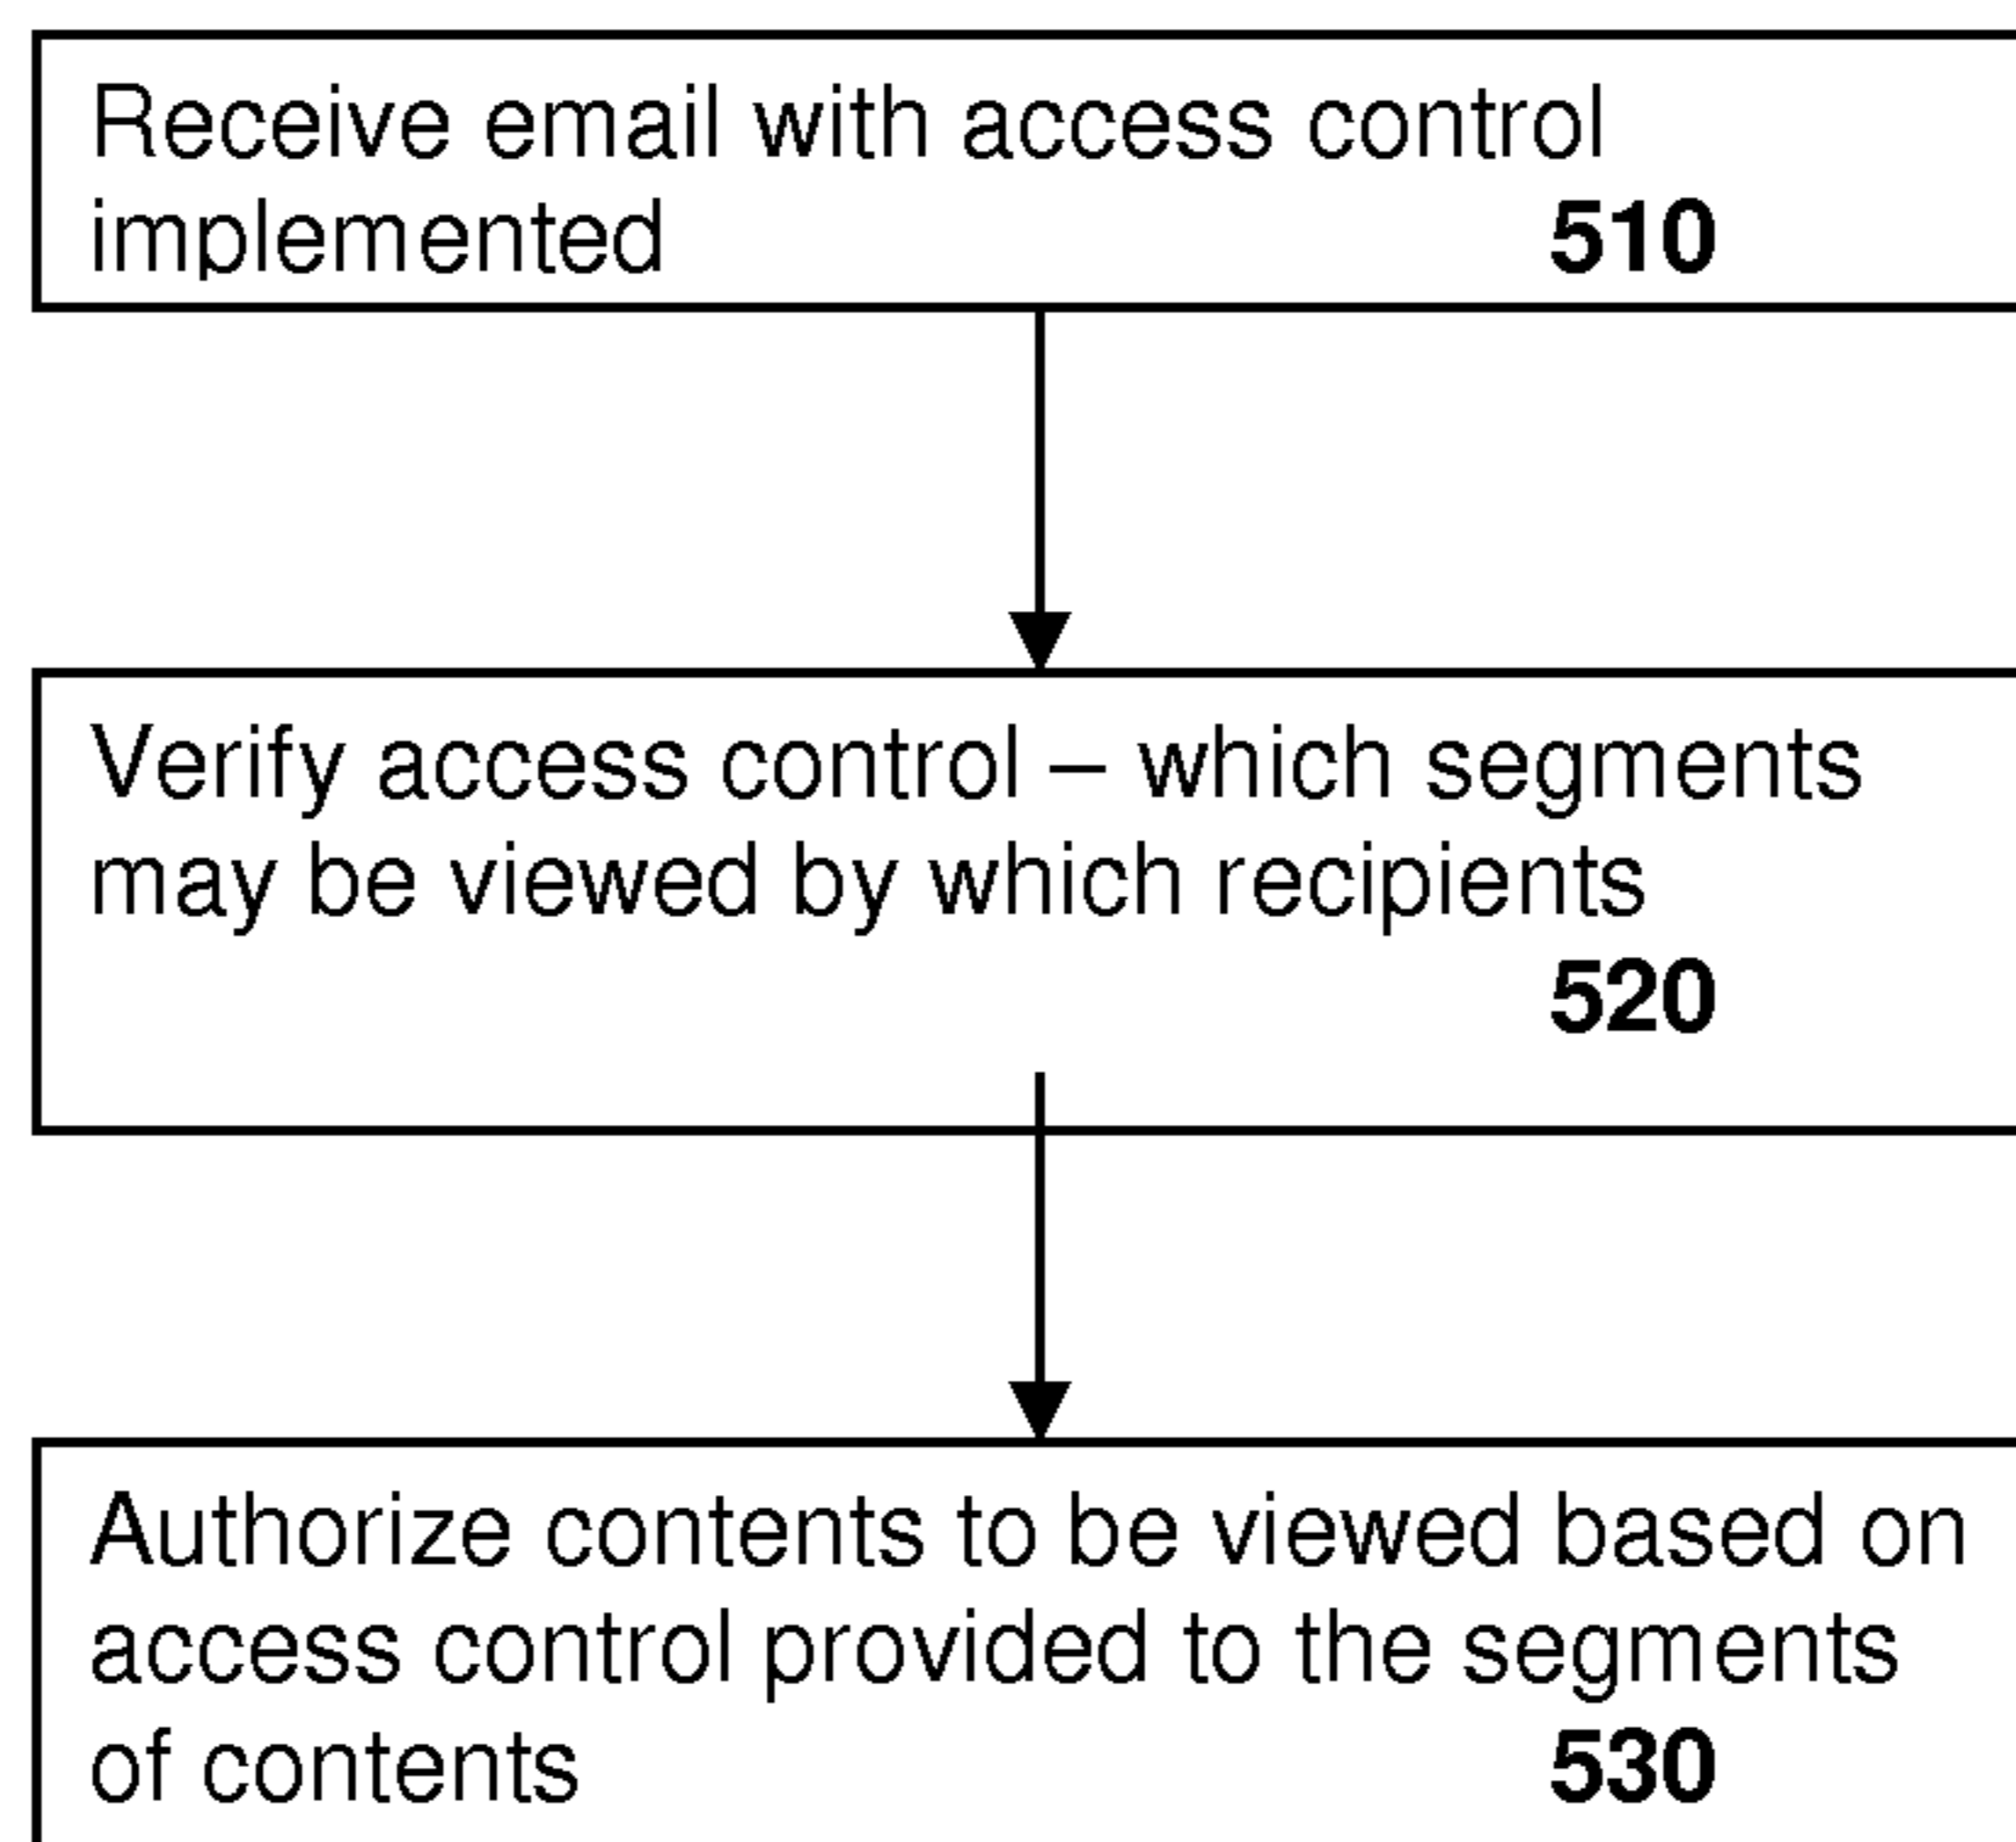 Receive email with access control
implemented 510
Verify access control – which segments
may be viewed by which recipients
520
Authorize contents to be viewed based on
access control provided to the segments
of contents 530